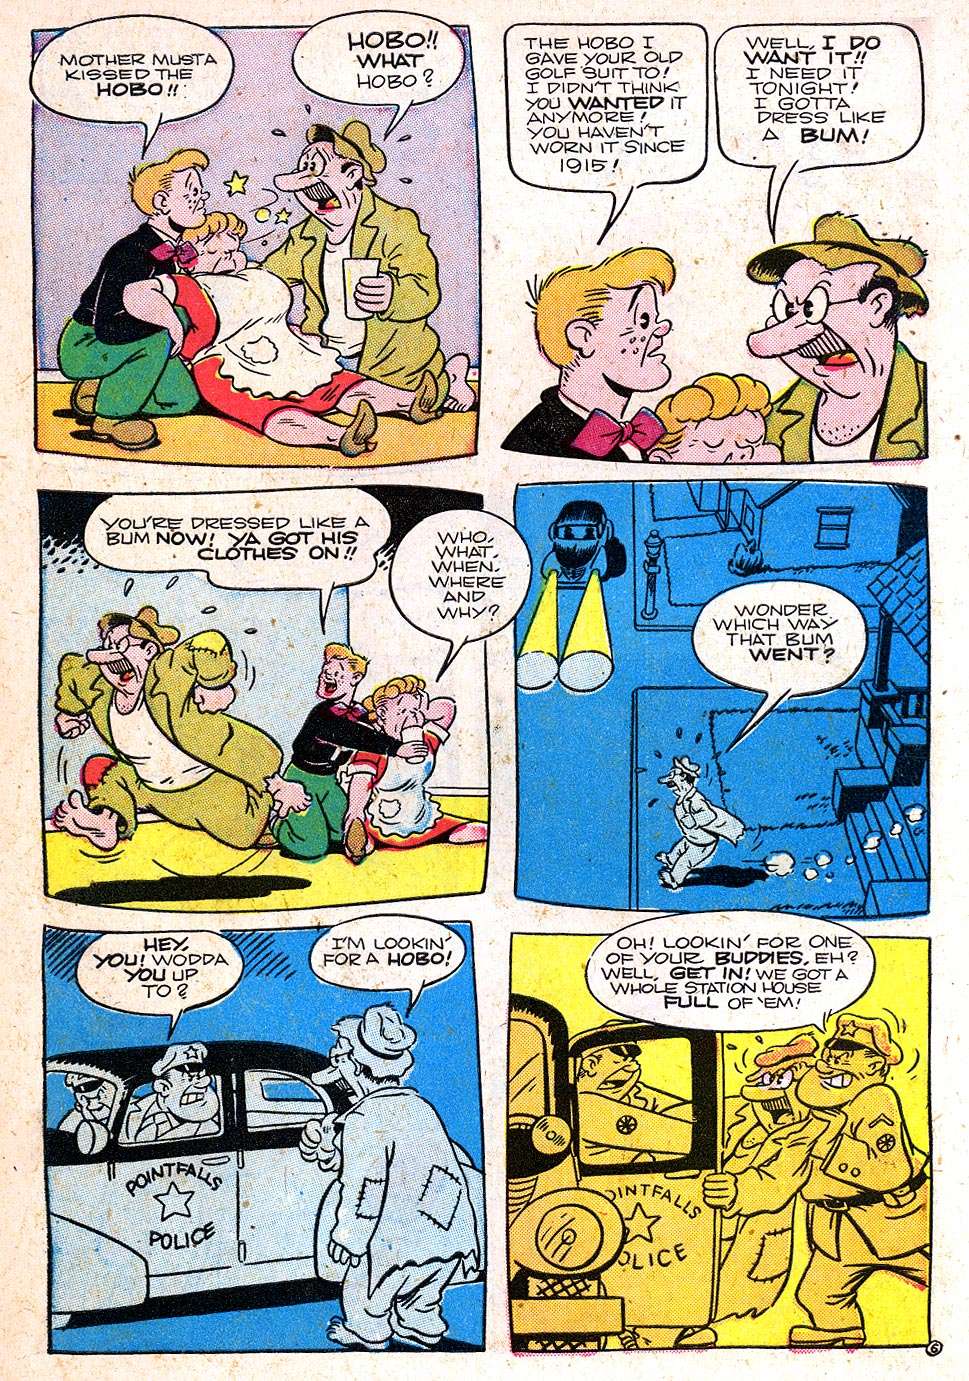 MOTHER MUSTA
KISSED THE
HOBO!!
HOBO!!
WHAT
HOBO?
THE HOBO I
GAVE YOUR OLD
GOLF SUIT TO!
I DIDN'T THINK
YOU WANTED IT
ANYMORE!
YOU HAVEN'T
WORN IT SINCE
1915!
WELL, I DO
WANT IT!!
I NEED IT
TONIGHT!
I GOTTA
DRESS LIKE
A BUM!
YOU'RE DRESSED LIKE A
BUM NOW! YA GOT HIS
CLOTHES ON!!
WHO,
WHAT,
WHEN,
WHERE
AND
WHY?
WONDER
WHICH WAY
THAT BUM
WENT?
HEY,
YOU! WODDA
YOU UP
TO?
I'M LOOKIN'
FOR A HOBO!
POINTFALLS
POLICE
OH! LOOKIN' FOR ONE
OF YOUR BUDDIES, EH?
WELL, GET IN! WE GOT A
WHOLE STATION HOUSE
FULL OF 'EM!
OINTFALLS
OLICE
6